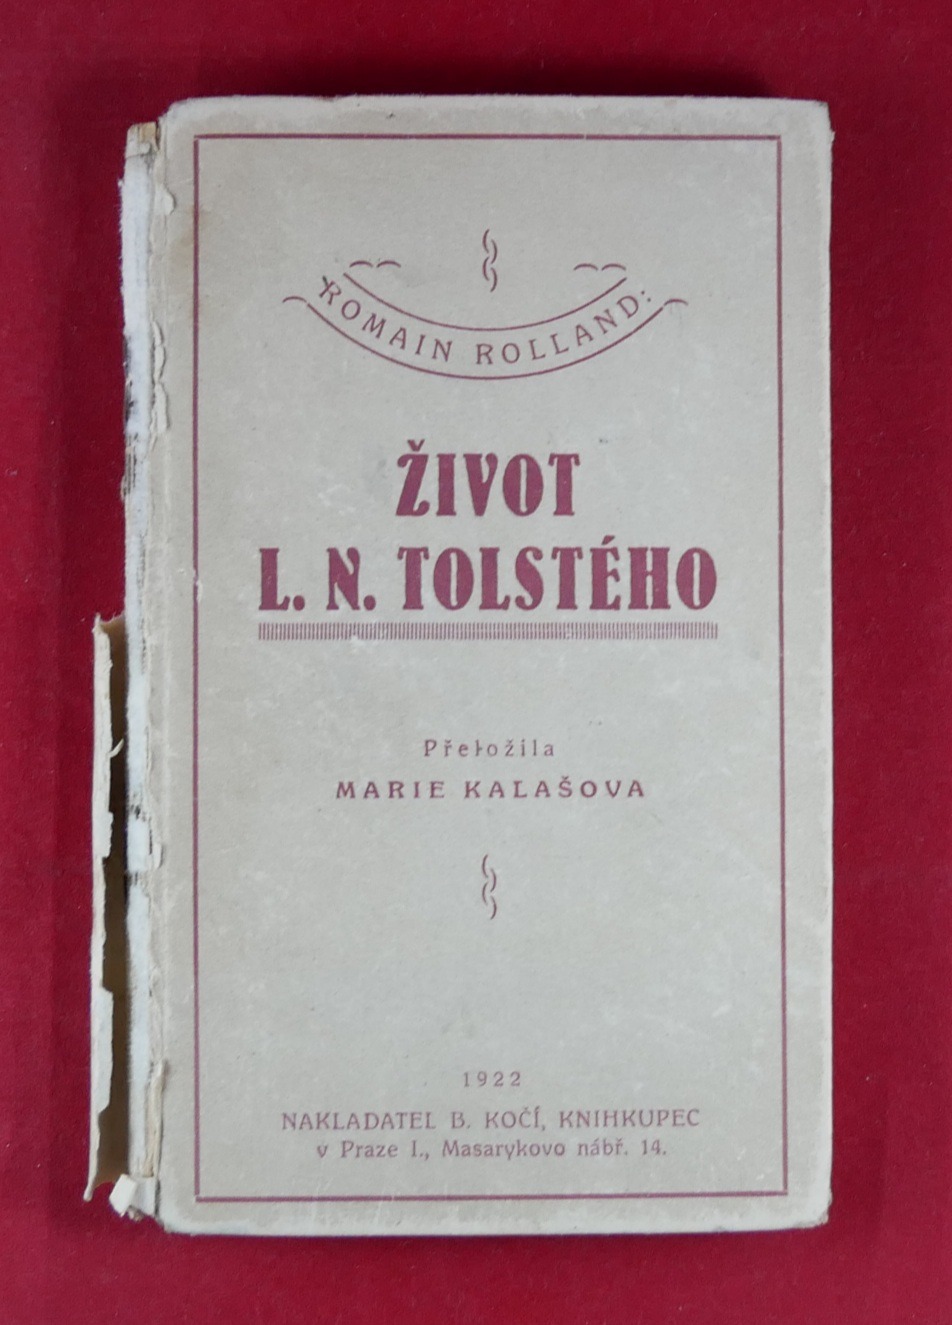 ROMAIN ROLLAND:
ŽIVOT
L. N. TOLSTÉHO
Přeložila
MARIE KALAŠOVA
1922
NAKLADATEL B. KOČÍ, KNIHKUPEC
v Praze I., Masarykovo nábř. 14.